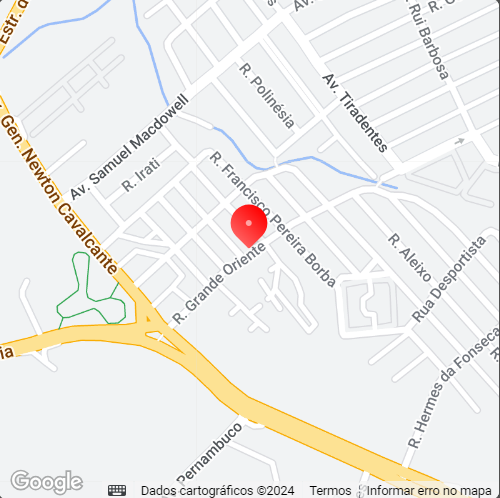 Estr. d
Rui Barbosa
Av. Samuel Macdowell
R. Polinésia
Av. Tiradentes
Gen. Newton Cavalcante
R. Irati
R. Francisco Pereira Borba
R. Grande Oriente
R. Aleixo
Rua Desportista
R. Hermes da Fonseca
R.
ia
Pernambuco
Google
Dados cartográficos ©2024 Termos Informar erro no mapa